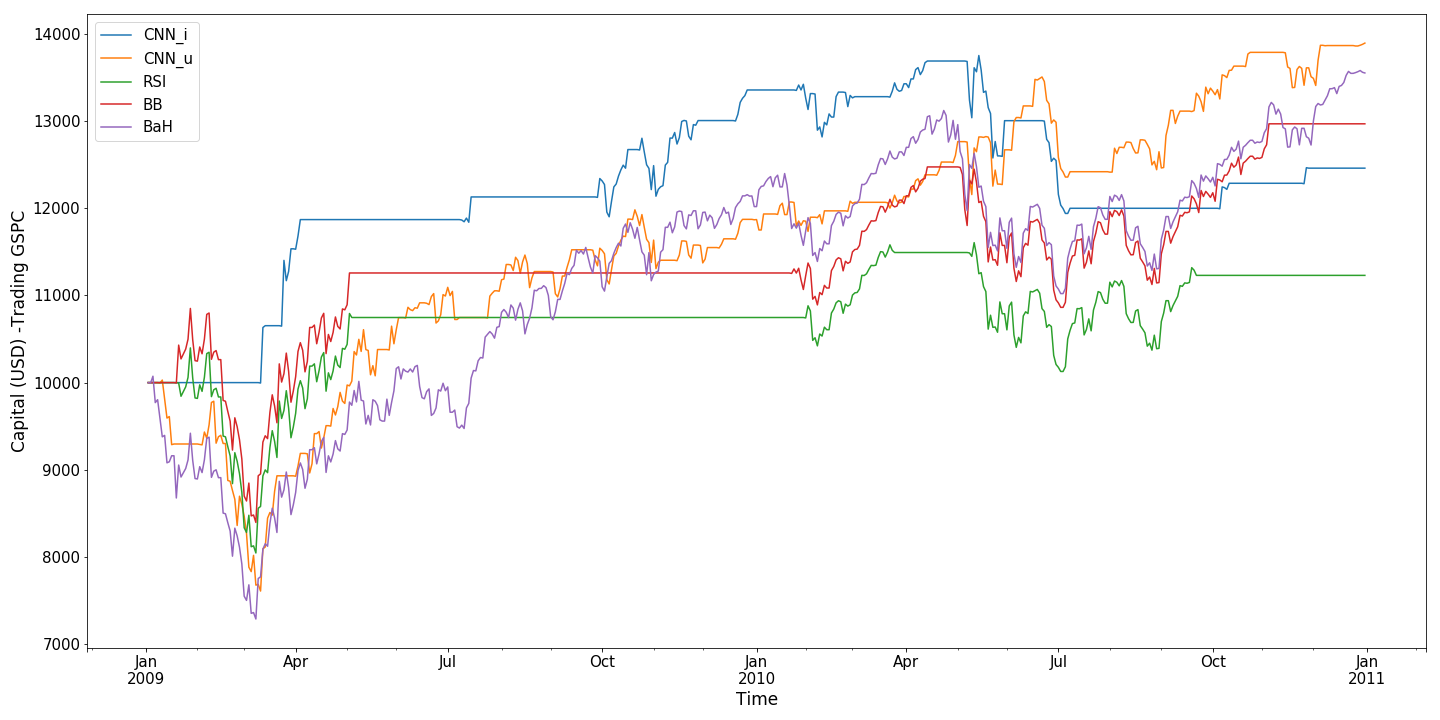 CNN_i
CNN_u
RSI
BB
BaH
14000
13000
12000
11000
10000
9000
8000
7000
Capital (USD) -Trading GSPC
Jan Apr Jul Oct Jan Apr Jul Oct Jan
2009 2010 2011
Time